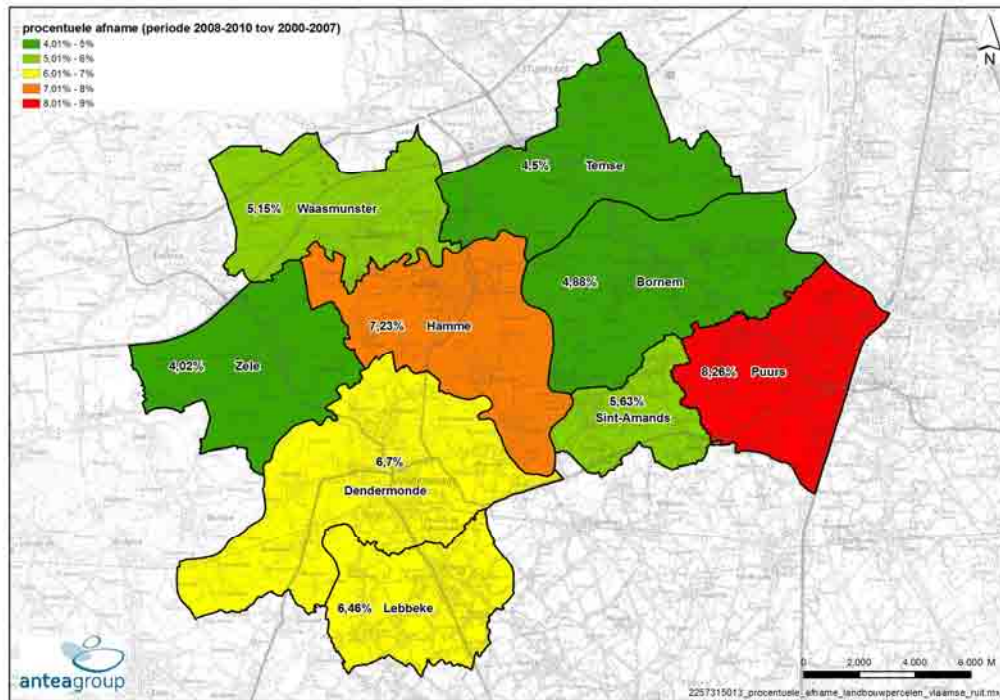 procentuele afname (periode 2008-2010 tov 2000-2007)
4,01% - 5%
5,01% - 6%
6,01% - 7%
7,01% - 8%
8,01% - 9%
N
4,5% Temse
5,15% Waasmunster
4,88% Bornem
7,23% Hamme
4,02% Zele
8,26% Puurs
5,63%
Sint-Amands
6,7%
Dendermonde
6,46% Lebbeke
anteagroup
0 2.000 4.000 6.000 M
2257315013_procentuele_afname_landbouwpercelen_vlaamse_ruit.mxd